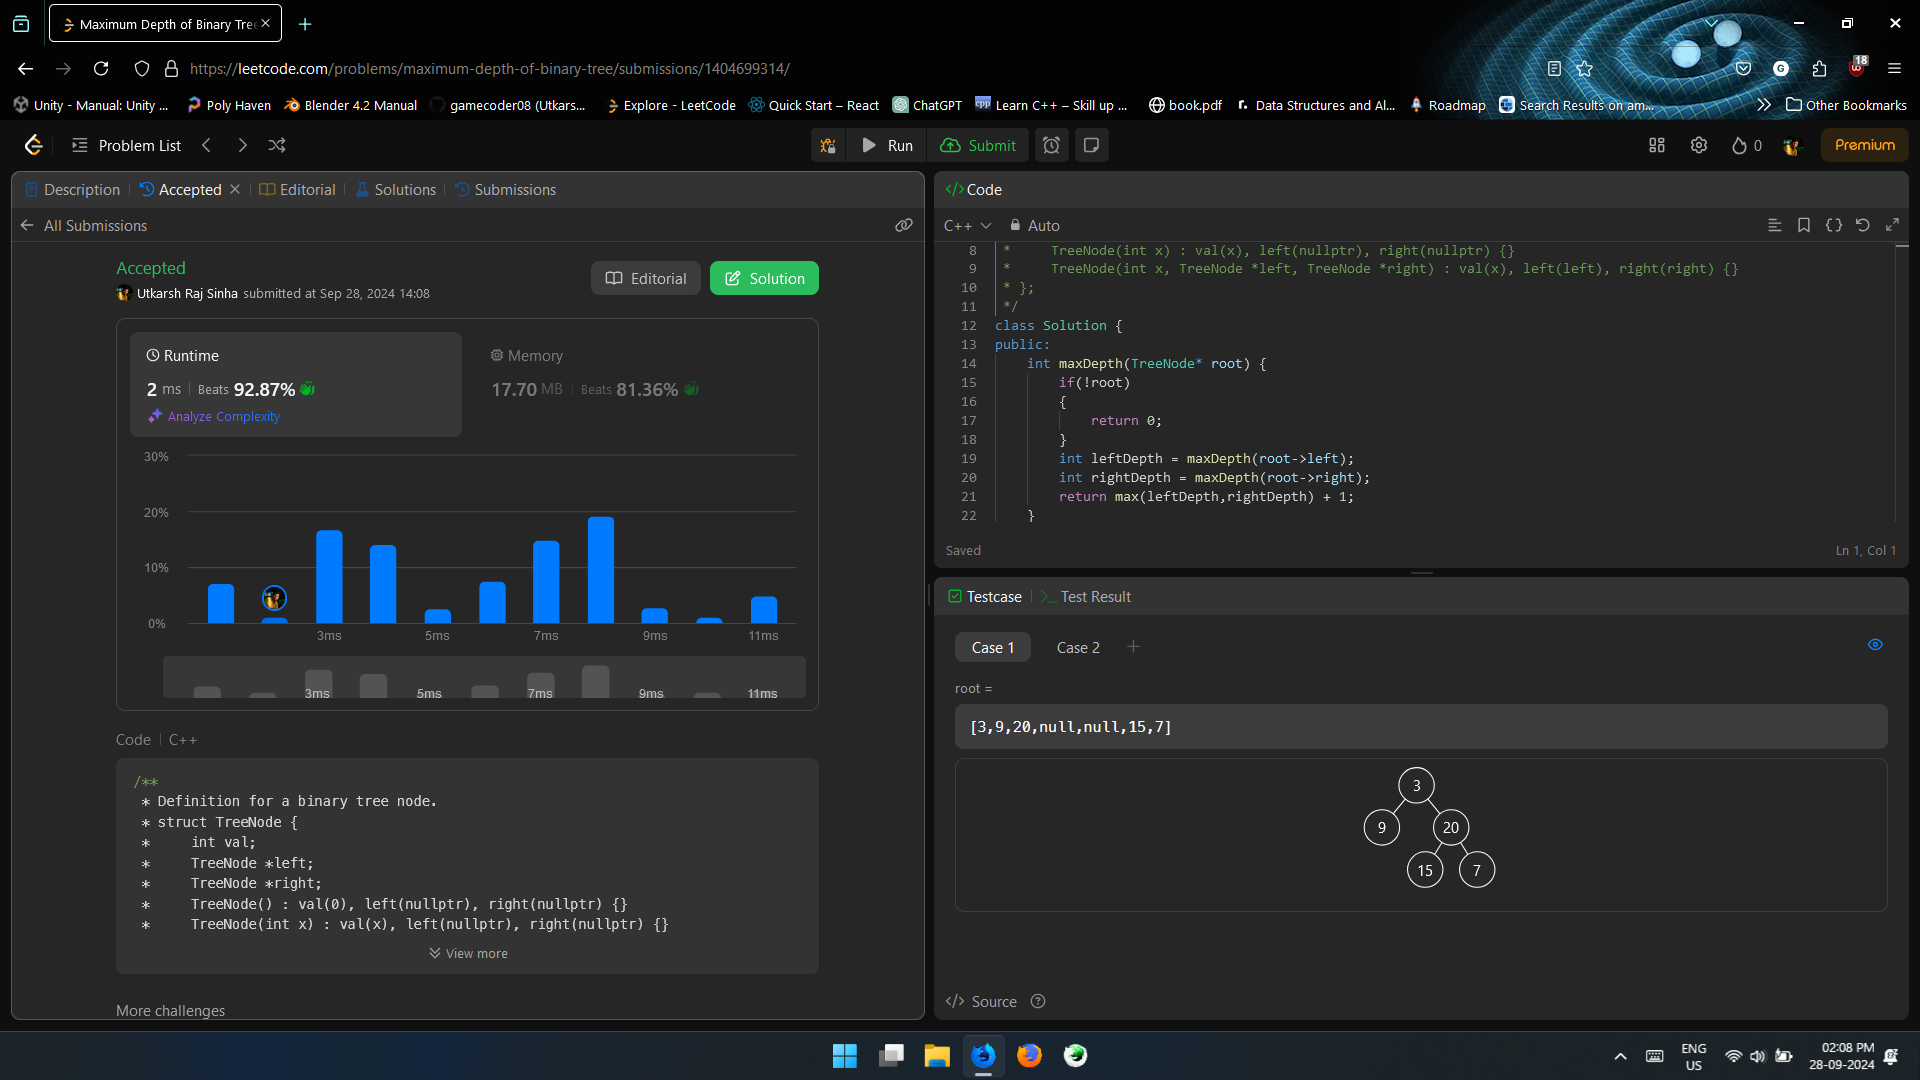 Maximum Depth of Binary Tre
https://leetcode.com/problems/maximum-depth-of-binary-tree/submissions/1404699314/
18
Unity - Manual: Unity ... Poly Haven Blender 4.2 Manual gamecoder08 (Utkars... Explore - LeetCode Quick Start – React ChatGPT Learn C++ – Skill up ... book.pdf Data Structures and Al... Roadmap Search Results on am... Other Bookmarks
Problem List Run Submit 0 Premium
Description Accepted Editorial Solutions Submissions
All Submissions
Accepted
Utkarsh Raj Sinha submitted at Sep 28, 2024 14:08
Editorial Solution
Runtime
2 ms Beats 92.87%
Analyze Complexity
Memory
17.70 MB Beats 81.36%
30%
20%
10%
0%
3ms 5ms 7ms 9ms 11ms
3ms 5ms 7ms 9ms 11ms
Code C++
/**
* Definition for a binary tree node.
* struct TreeNode {
* int val;
* TreeNode *left;
* TreeNode *right;
* TreeNode() : val(0), left(nullptr), right(nullptr) {}
* TreeNode(int x) : val(x), left(nullptr), right(nullptr) {}
View more
More challenges
</> Code
C++ Auto
8 * TreeNode(int x) : val(x), left(nullptr), right(nullptr) {}
9 * TreeNode(int x, TreeNode *left, TreeNode *right) : val(x), left(left), right(right) {}
10 * };
11 */
12 class Solution {
13 public:
14 int maxDepth(TreeNode* root) {
15 if(!root)
16 {
17 return 0;
18 }
19 int leftDepth = maxDepth(root->left);
20 int rightDepth = maxDepth(root->right);
21 return max(leftDepth,rightDepth) + 1;
22 }
Saved Ln 1, Col 1
Testcase Test Result
Case 1 Case 2
root =
[3,9,20,null,null,15,7]
3
9 20
15 7
</> Source
ENG
US
02:08 PM
28-09-2024